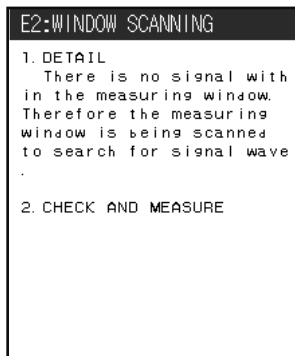 E2:WINDOW SCANNING
1. DETAIL
There is no signal with
in the measuring window.
Therefore the measuring
window is being scanned
to search for signal wave
.
2. CHECK AND MEASURE